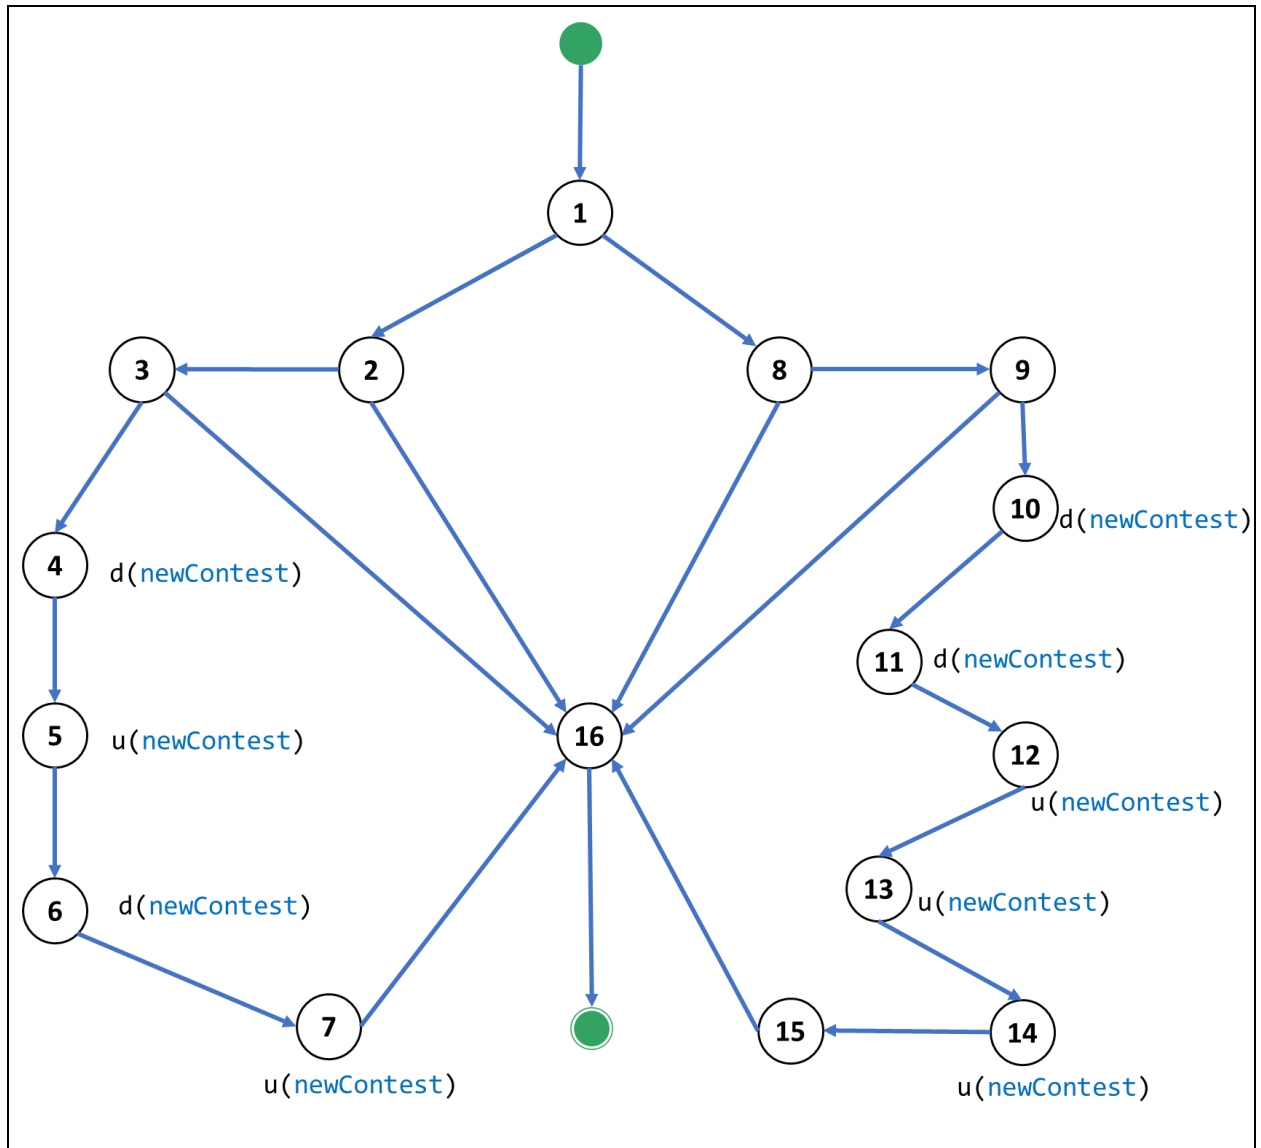 1
3
2
8
9
10 d(newContest)
4 d(newContest)
11 d(newContest)
5 u(newContest)
16
12
u(newContest)
13 u(newContest)
6 d(newContest)
7
15
14
u(newContest)
u(newContest)